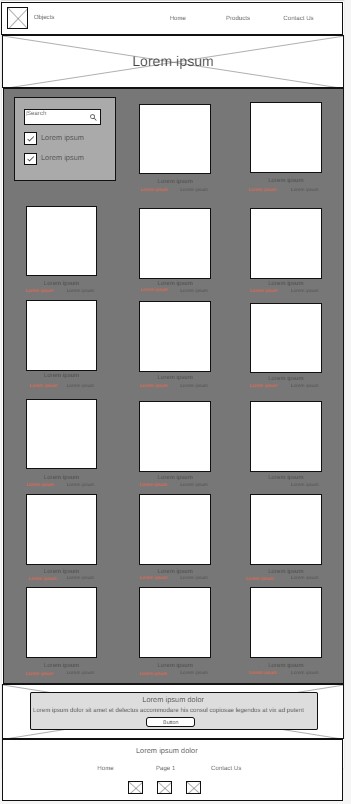 Objects Home Products Contact Us
Lorem ipsum
Search
Lorem ipsum
Lorem ipsum
Lorem ipsum Lorem ipsum
Lorem ipsum Lorem ipsum Lorem ipsum Lorem ipsum
Lorem ipsum Lorem ipsum Lorem ipsum
Lorem ipsum Lorem ipsum Lorem ipsum Lorem ipsum Lorem ipsum Lorem ipsum
Lorem ipsum Lorem ipsum Lorem ipsum
Lorem ipsum Lorem ipsum Lorem ipsum Lorem ipsum Lorem ipsum Lorem ipsum
Lorem ipsum Lorem ipsum Lorem ipsum
Lorem ipsum Lorem ipsum Lorem ipsum Lorem ipsum Lorem ipsum
Lorem ipsum Lorem ipsum Lorem ipsum
Lorem ipsum Lorem ipsum Lorem ipsum Lorem ipsum Lorem ipsum Lorem ipsum
Lorem ipsum Lorem ipsum Lorem ipsum
Lorem ipsum Lorem ipsum Lorem ipsum Lorem ipsum Lorem ipsum Lorem ipsum
Lorem ipsum dolor
Lorem ipsum dolor sit amet et delectus accommodare his consul copiosae legendos at vix ad putent
Button
Lorem ipsum dolor
Home Page 1 Contact Us